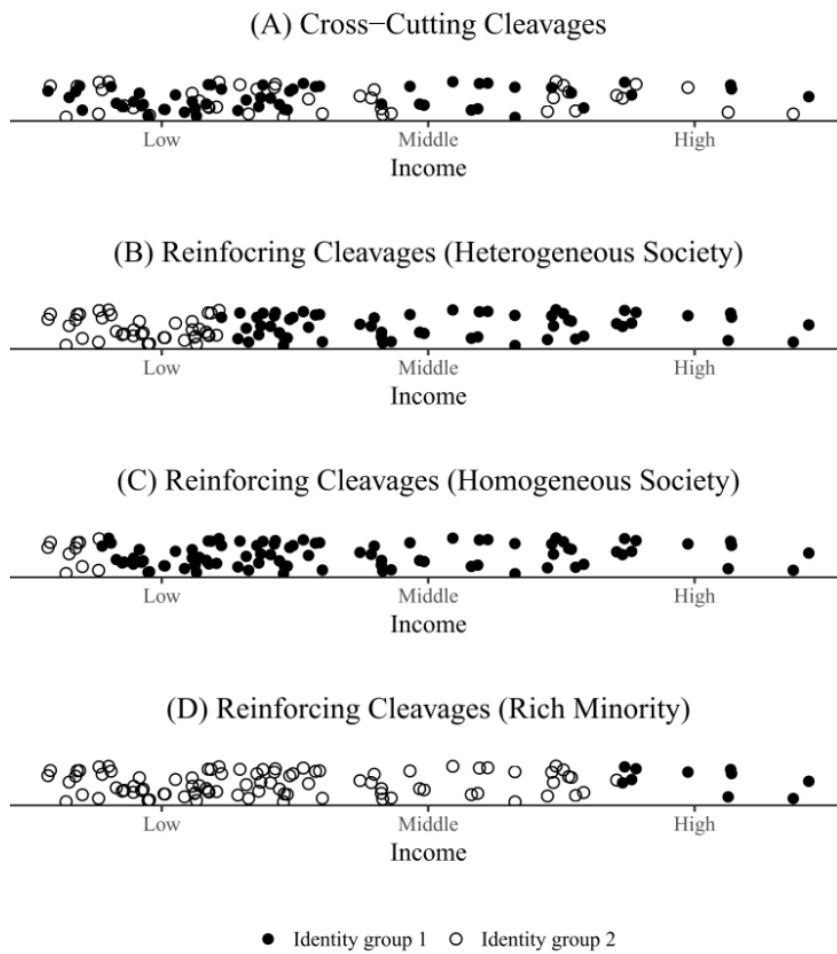 (A) Cross−Cutting Cleavages
Low Middle High
Income
(B) Reinfocring Cleavages (Heterogeneous Society)
Low Middle High
Income
(C) Reinforcing Cleavages (Homogeneous Society)
Low Middle High
Income
(D) Reinforcing Cleavages (Rich Minority)
Low Middle High
Income
Identity group 1 Identity group 2